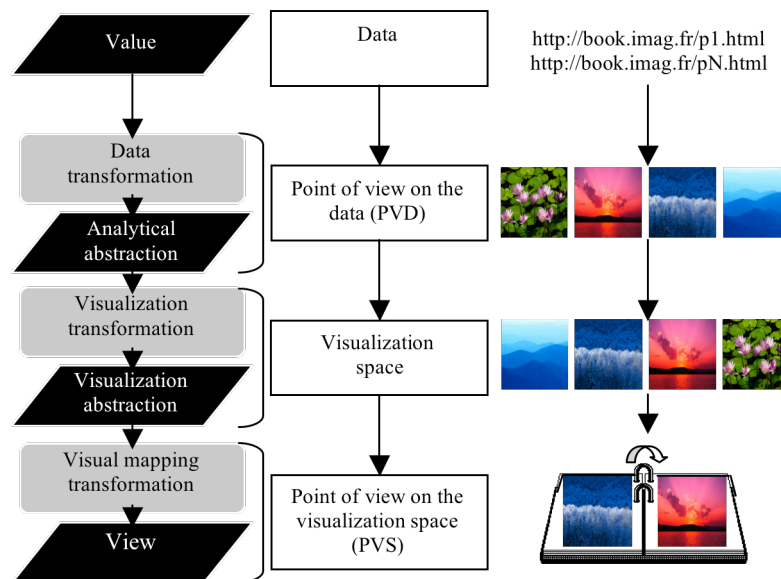 Value
Data
transformation
Analytical
abstraction
Visualization
transformation
Visualization
abstraction
Visual mapping
transformation
View
Data
Point of view on the
data (PVD)
Visualization
space
Point of view on the
visualization space
(PVS)
http://book.imag.fr/p1.html
http://book.imag.fr/pN.html